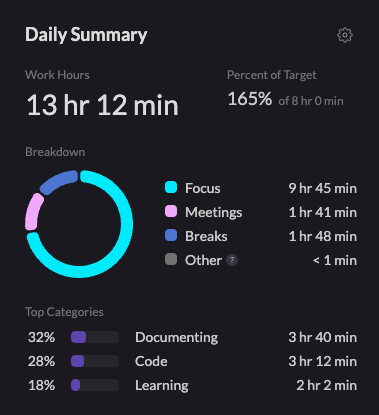 Daily Summary
Work Hours
Percent of Target
13 hr 12 min
165% of 8 hr 0 min
Breakdown
Focus 9 hr 45 min
Meetings 1 hr 41 min
Breaks 1 hr 48 min
Other ? < 1 min
Top Categories
32% Documenting 3 hr 40 min
28% Code 3 hr 12 min
18% Learning 2 hr 2 min